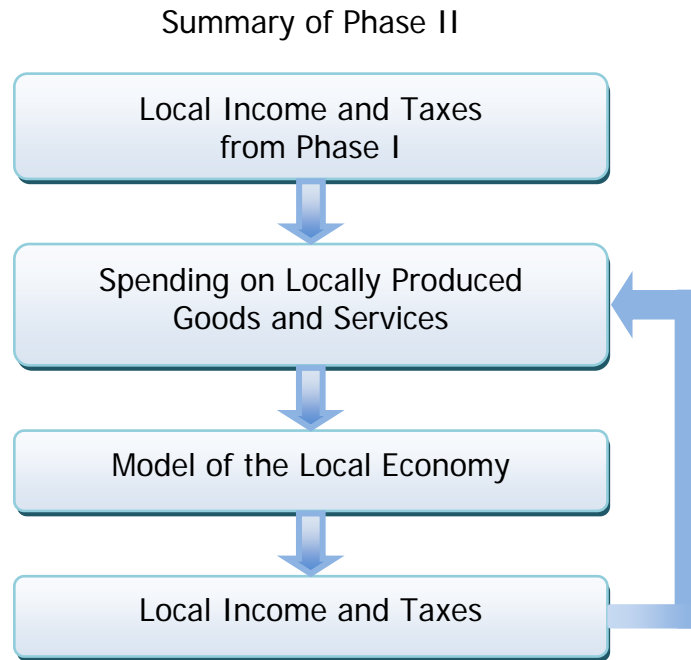 Summary of Phase II
Local Income and Taxes
from Phase I
Spending on Locally Produced
Goods and Services
Model of the Local Economy
Local Income and Taxes